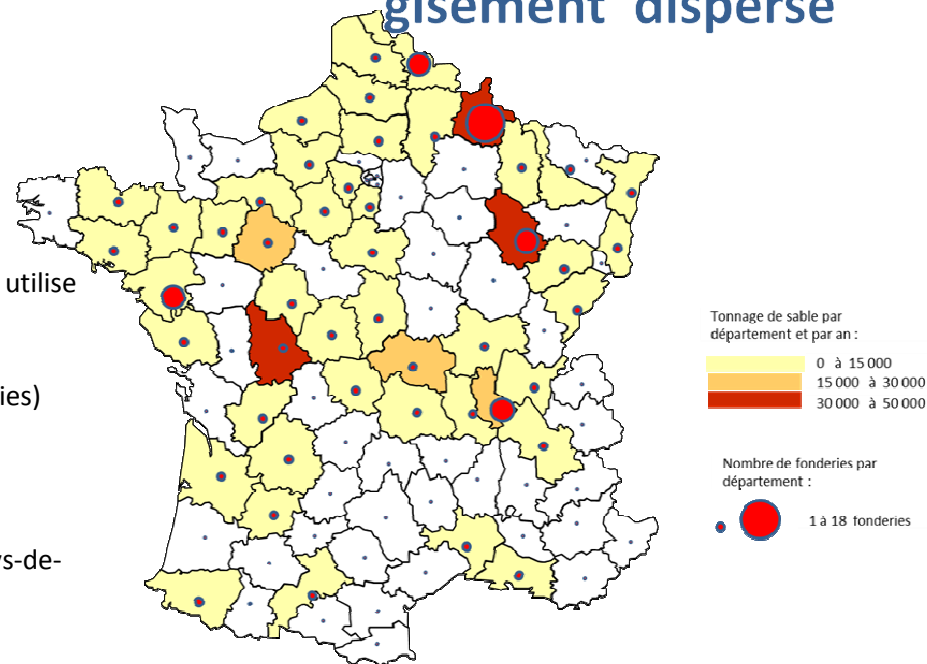 gisement dispersé
utilise
ies)
s-de-
Tonnage de sable par
département et par an :
0 à 15 000
15 000 à 30 000
30 000 à 50 000
Nombre de fonderies par
département :
1 à 18 fonderies